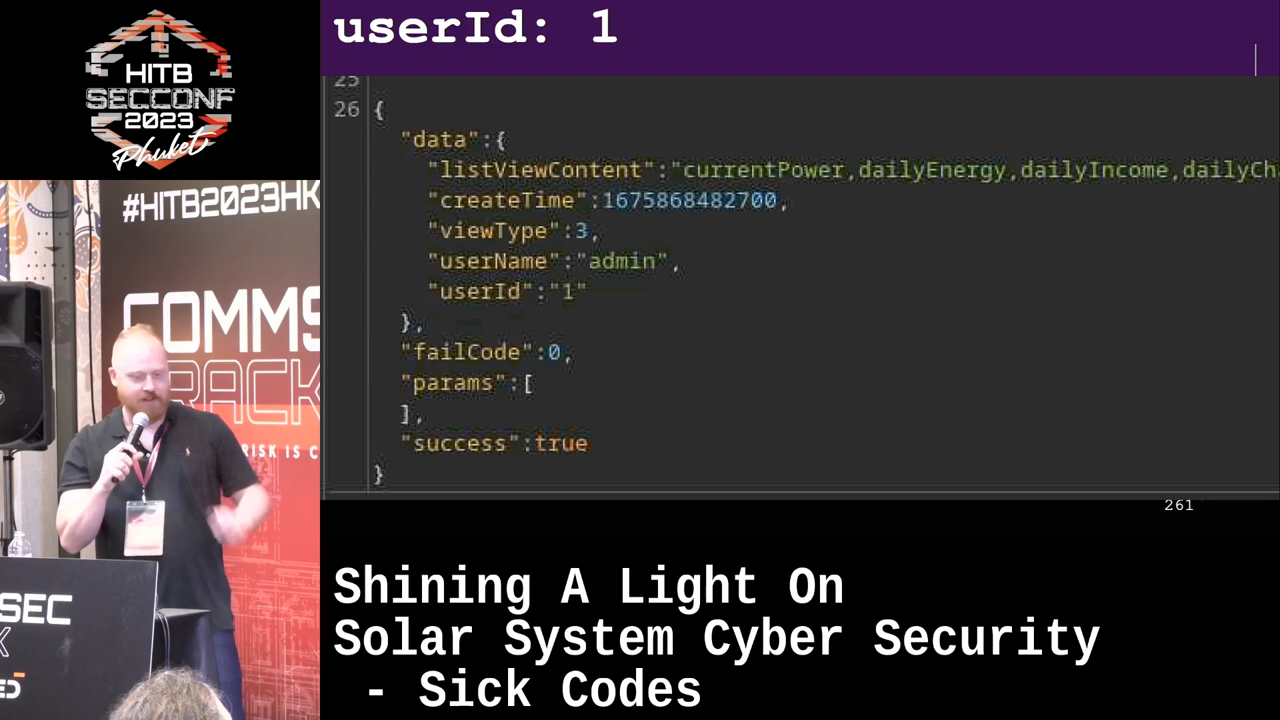 HITB
SECCONF
2023
Phuket
#HITB2023HK
COMMS
RACK
RISK IS C
SEC
userId: 1
25
26 {
"data":{
"listViewContent":"currentPower,dailyEnergy,dailyIncome,dailyCha
"createTime":1675868482700,
"viewType":3,
"userName":"admin",
"userId":"1"
},
"failCode":0,
"params":[
],
"success":true
}
261
Shining A Light On
Solar System Cyber Security
- Sick Codes